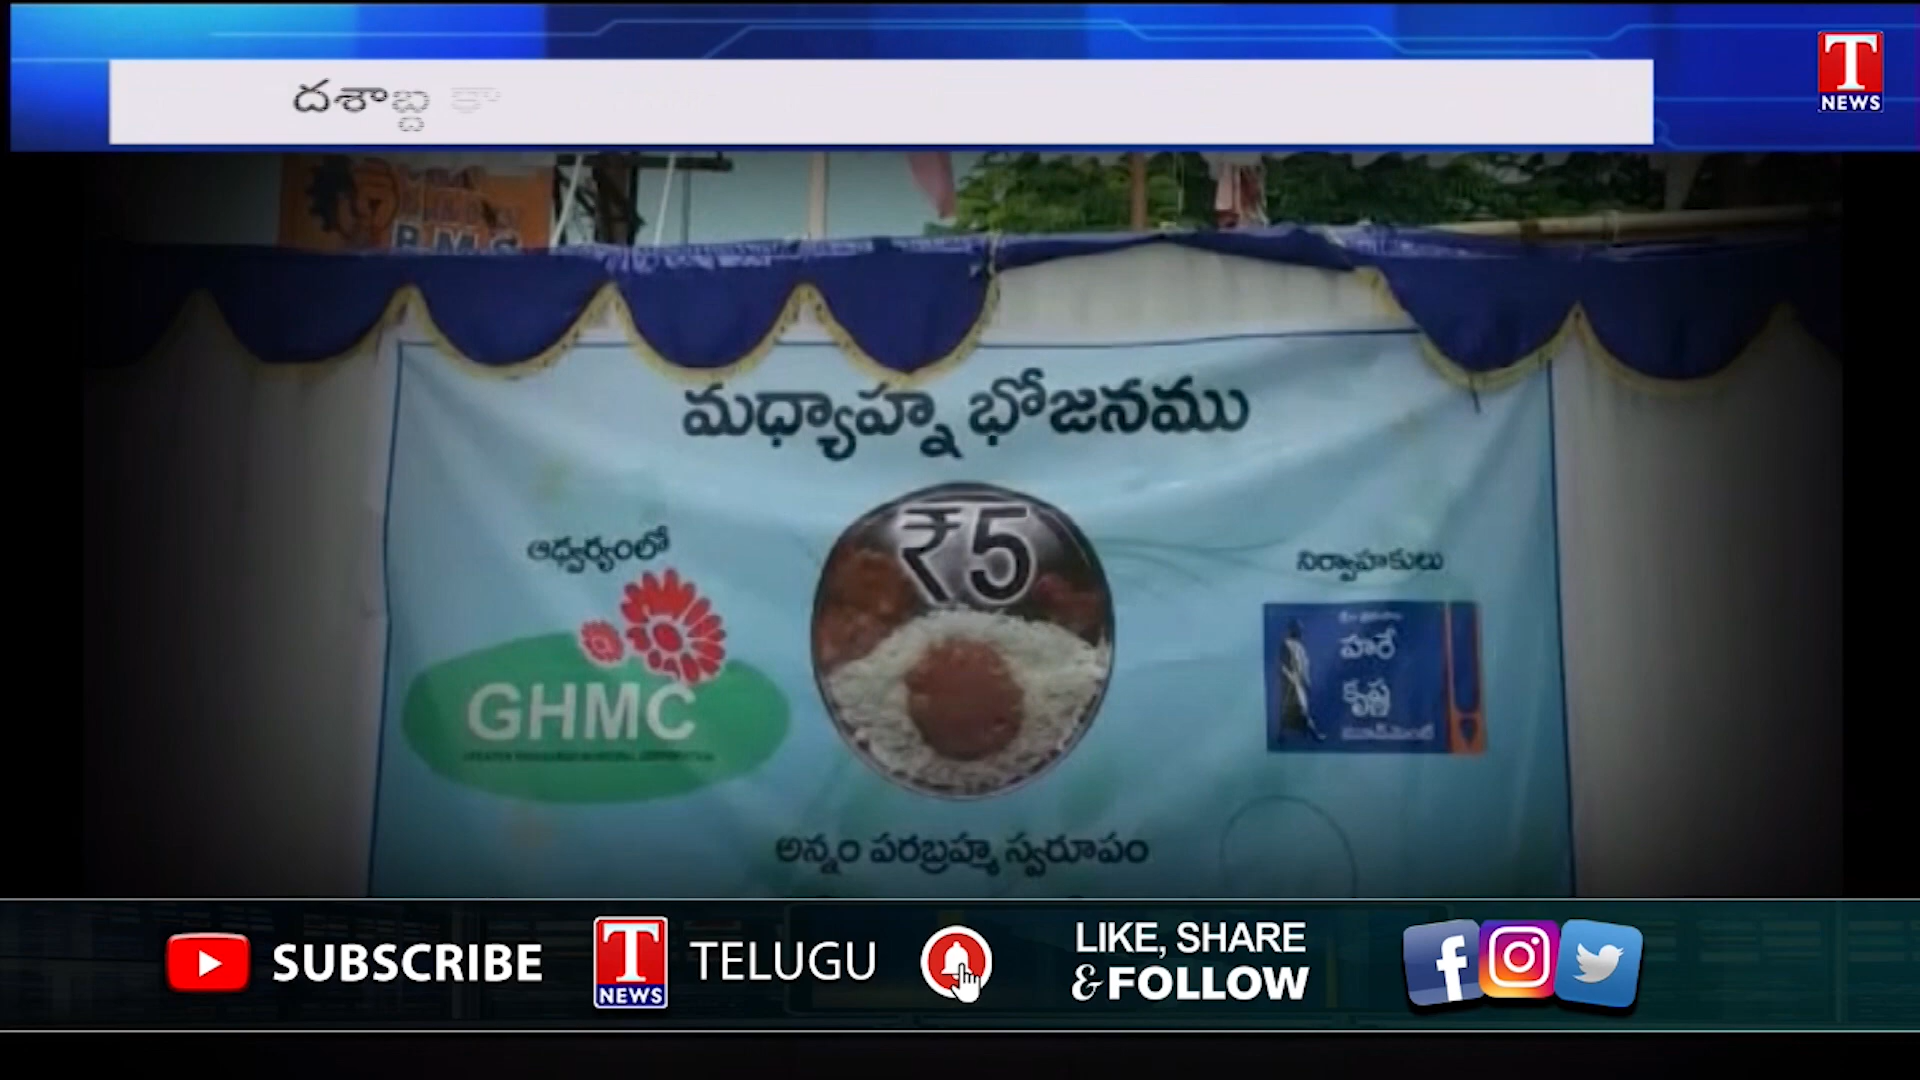 దశాబ్ద కా
T
NEWS
B.M.S
మధ్యాహ్న భోజనము
₹5
ఆధ్వర్యంలో
నిర్వాహకులు
GHMC
హరే
కృష్ణ
మూవ్‌మెంట్
అన్నం పరబ్రహ్మ స్వరూపం
SUBSCRIBE
T
NEWS
TELUGU
LIKE, SHARE
& FOLLOW